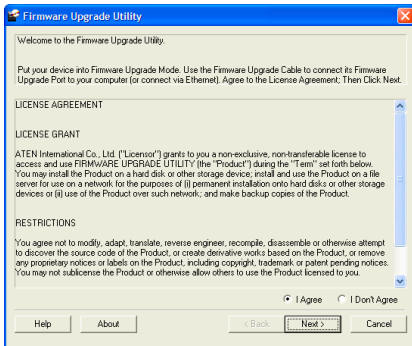 Firmware Upgrade Utility
Welcome to the Firmware Upgrade Utility.
Put your device into Firmware Upgrade Mode. Use the Firmware Upgrade Cable to connect its Firmware
Upgrade Port to your computer (or connect via Ethernet). Agree to the License Agreement; Then Click Next.
LICENSE AGREEMENT
LICENSE GRANT
ATEN International Co., Ltd. ("Licensor") grants to you a non-exclusive, non-transferable license to
access and use FIRMWARE UPGRADE UTILITY (the "Product") during the "Term" set forth below.
You may install the Product on a hard disk or other storage device; install and use the Product on a file
server for use on a network for the purposes of (i) permanent installation onto hard disks or other storage
devices or (ii) use of the Product over such network; and make backup copies of the Product.
RESTRICTIONS
You agree not to modify, adapt, translate, reverse engineer, recompile, disassemble or otherwise attempt
to discover the source code of the Product, or create derivative works based on the Product, or remove
any proprietary notices or labels on the Product, including copyright, trademark or patent pending notices.
You may not sublicense the Product or otherwise allow others to use the Product licensed to you.
I Agree I Don't Agree
Help About < Back Next > Cancel